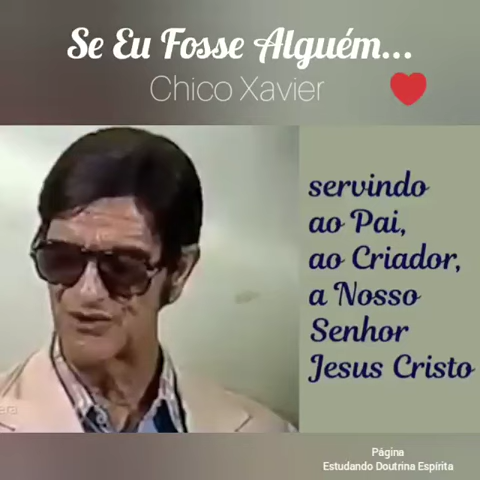 Se Eu Fosse Alguém...
Chico Xavier
servindo
ao Pai,
ao Criador,
a Nosso
Senhor
Jesus Cristo
era
Página
Estudando Doutrina Espírita